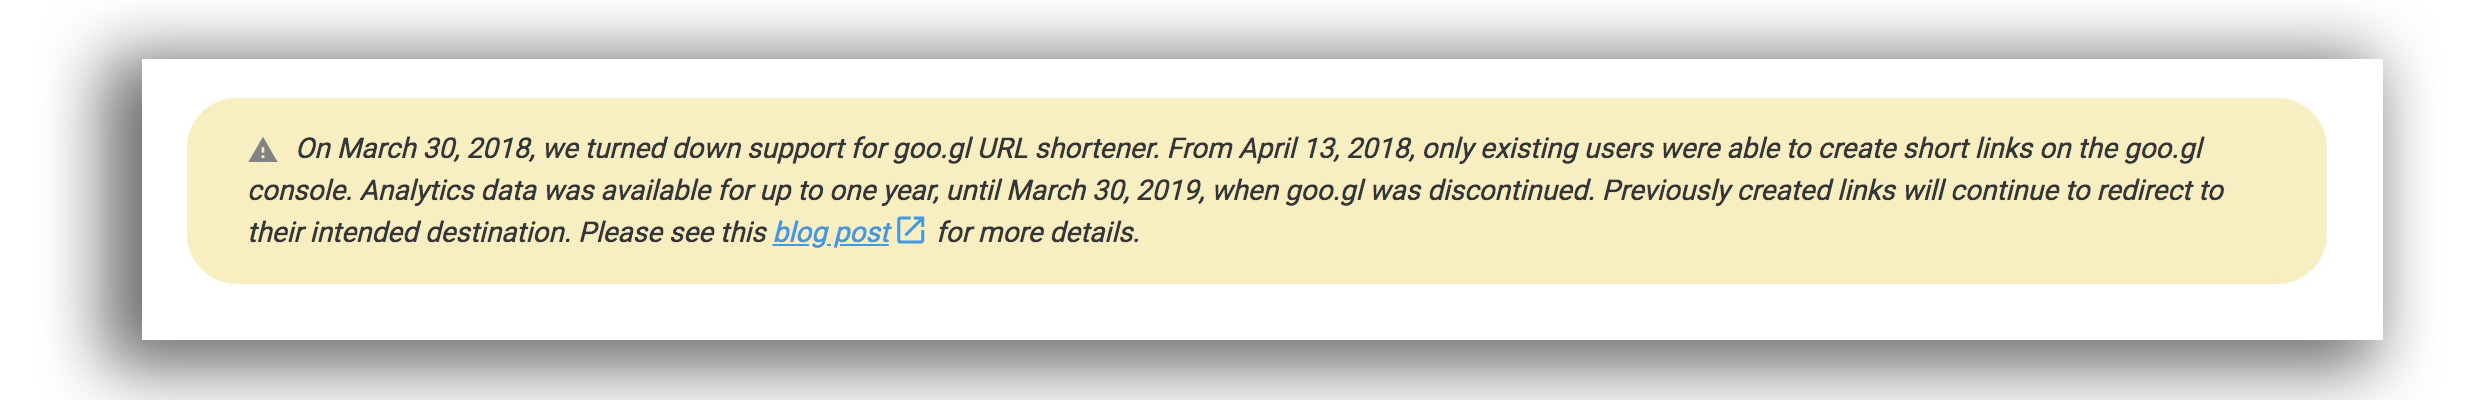 On March 30, 2018, we turned down support for goo.gl URL shortener. From April 13, 2018, only existing users were able to create short links on the goo.gl
console. Analytics data was available for up to one year, until March 30, 2019, when goo.gl was discontinued. Previously created links will continue to redirect to
their intended destination. Please see this blog post for more details.